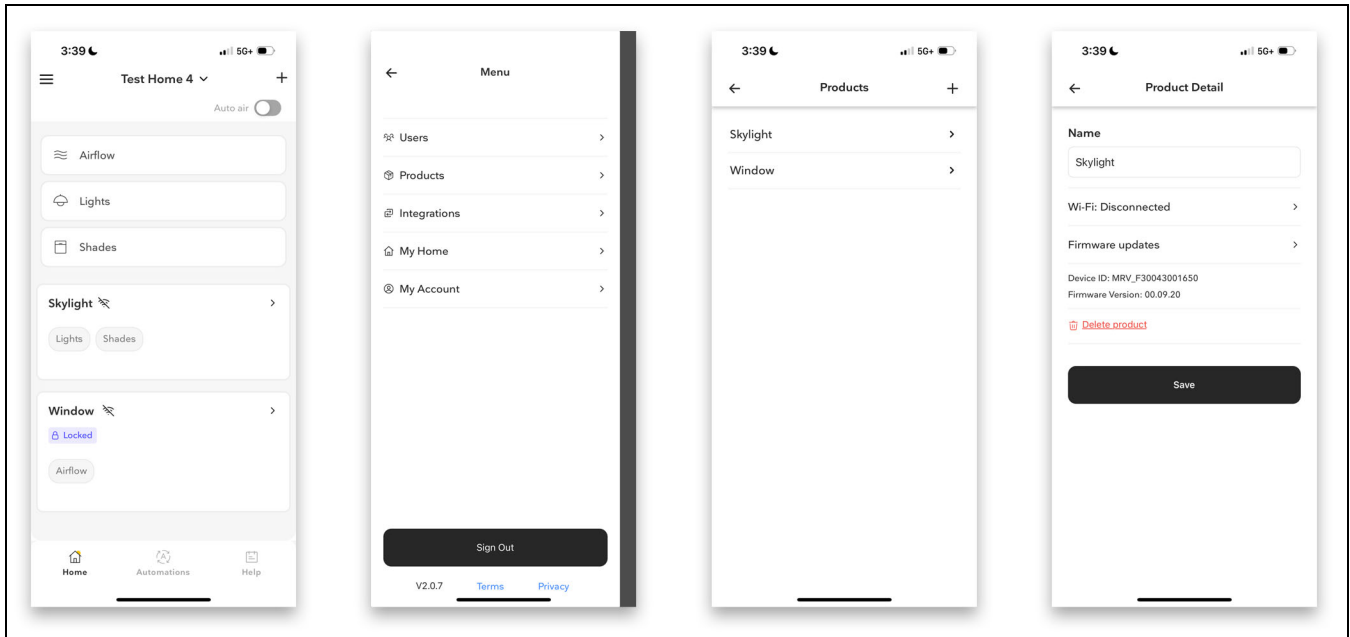 3:39
5G+
Test Home 4
Auto air
Airflow
Lights
Shades
Skylight
Lights Shades
Window
Locked
Airflow
Home Automations Help
Menu
Users
Products
Integrations
My Home
My Account
Sign Out
V2.0.7 Terms Privacy
3:39
5G+
Products
Skylight
Window
3:39
5G+
Product Detail
Name
Skylight
Wi-Fi: Disconnected
Firmware updates
Device ID: MRV_F30043001650
Firmware Version: 00.09.20
Delete product
Save